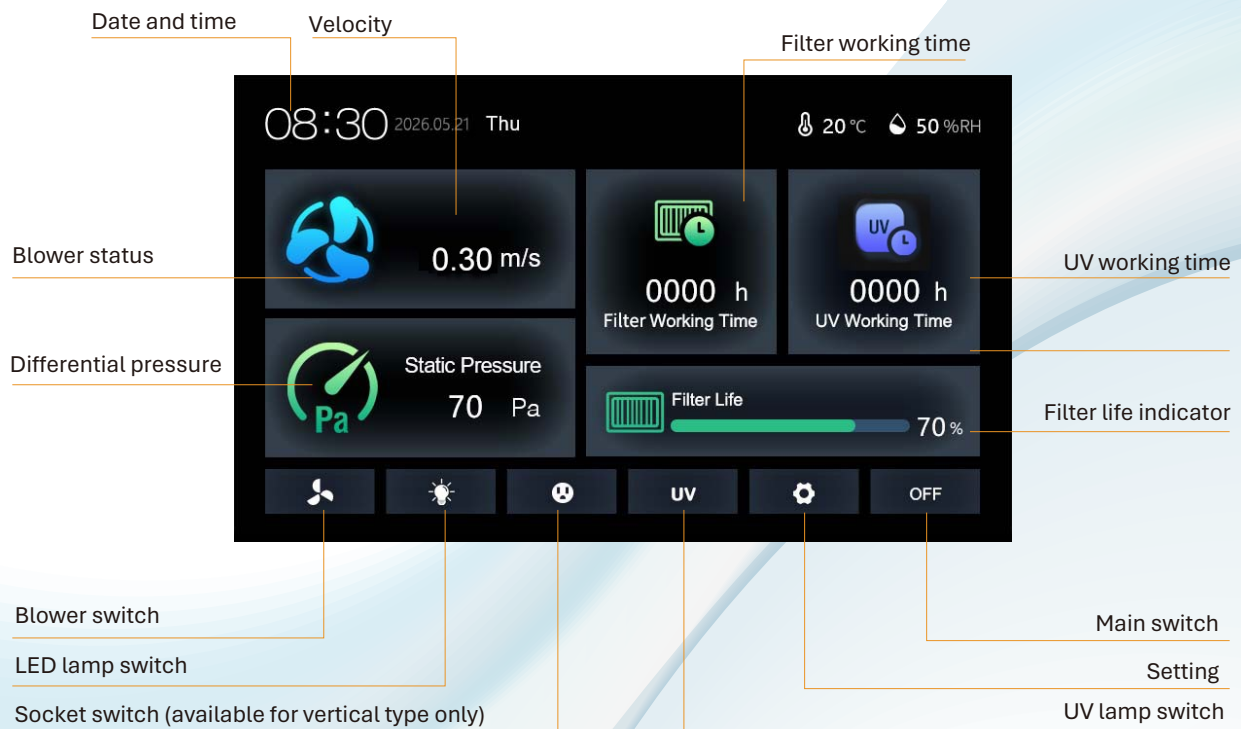 Date and time
Velocity
Filter working time
08:30 2026.05.21 Thu
20 °C 50 %RH
Blower status
0.30 m/s
UV
0000 h
Filter Working Time
0000 h
UV Working Time
UV working time
Differential pressure
Static Pressure
70 Pa
Pa
Filter Life
70 %
Filter life indicator
UV
OFF
Blower switch
Main switch
LED lamp switch
Setting
Socket switch (available for vertical type only)
UV lamp switch